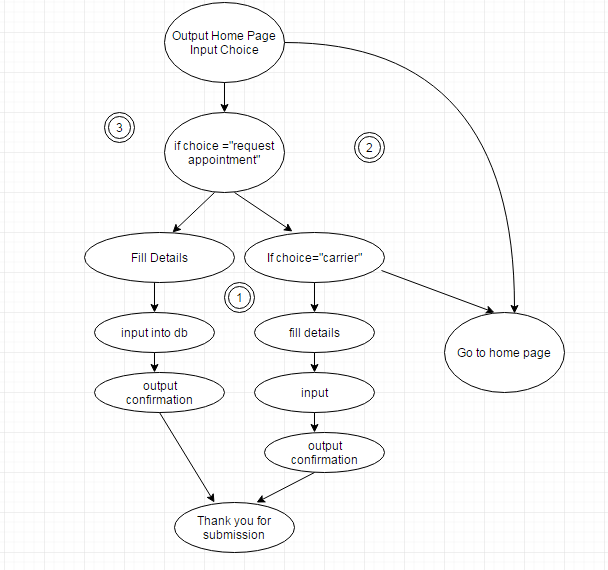 Output Home Page
Input Choice
3
if choice ="request
appointment"
2
Fill Details
If choice="carrier"
1
input into db
fill details
Go to home page
output
confirmation
input
output
confirmation
Thank you for
submission